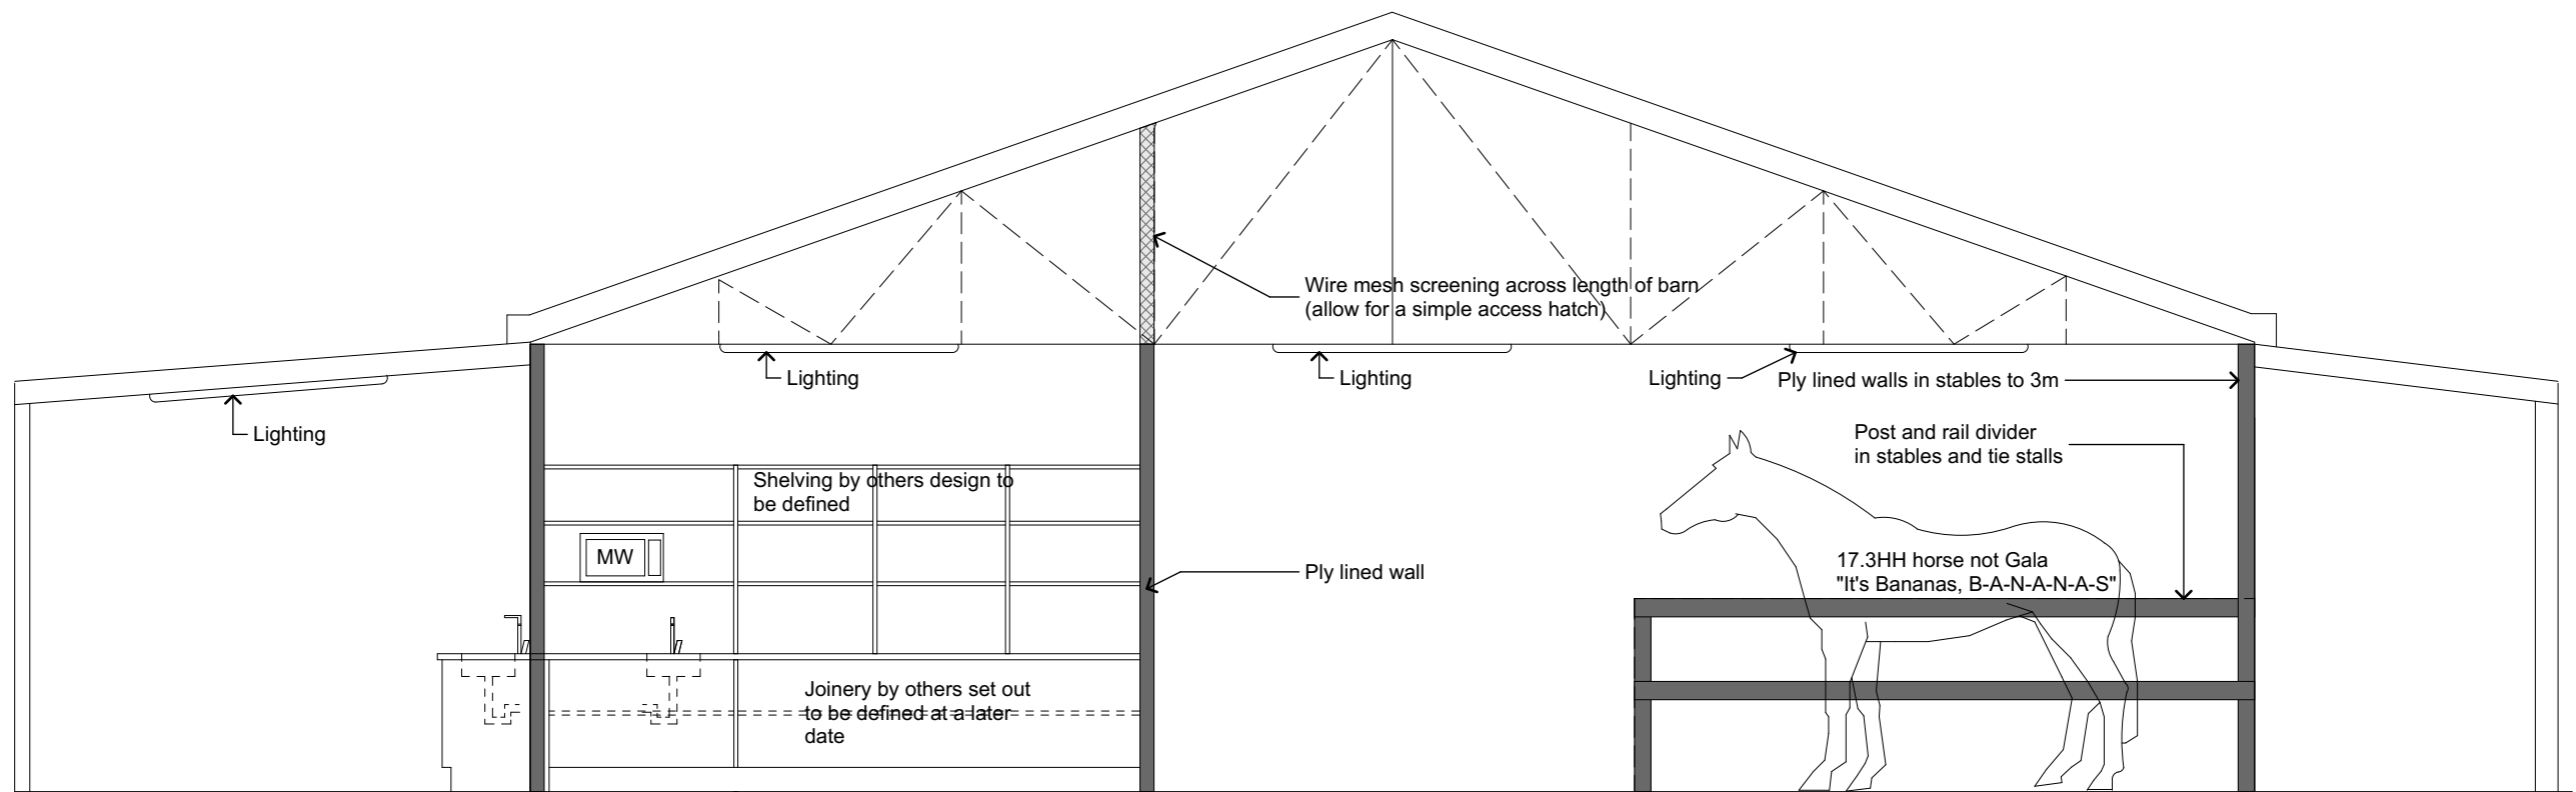 Wire mesh screening across length of barn
(allow for a simple access hatch)
Lighting
Lighting
Lighting
Ply lined walls in stables to 3m
Lighting
Post and rail divider
in stables and tie stalls
Shelving by others design to
be defined
MW
17.3HH horse not Gala
"It's Bananas, B-A-N-A-N-A-S"
Ply lined wall
Joinery by others set out
to be defined at a later
date